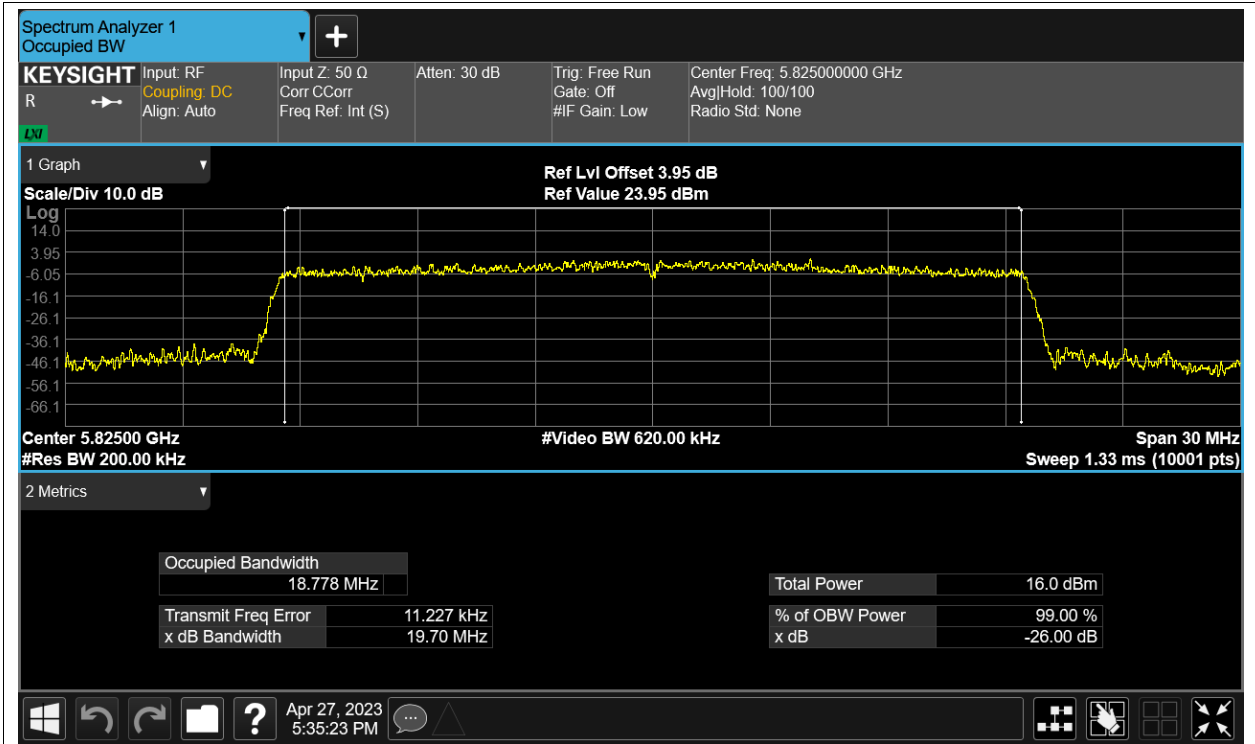 Spectrum Analyzer 1
Occupied BW
KEYSIGHT
R
LXI
Input: RF
Coupling: DC
Align: Auto
Input Z: 50 Ω
Corr CCorr
Freq Ref: Int (S)
Atten: 30 dB
Trig: Free Run
Gate: Off
#IF Gain: Low
Center Freq: 5.825000000 GHz
Avg|Hold: 100/100
Radio Std: None
1 Graph
Scale/Div 10.0 dB
Ref Lvl Offset 3.95 dB
Ref Value 23.95 dBm
Log
14.0
3.95
-6.05
-16.1
-26.1
-36.1
-46.1
-56.1
-66.1
Center 5.82500 GHz
#Video BW 620.00 kHz
Span 30 MHz
#Res BW 200.00 kHz
Sweep 1.33 ms (10001 pts)
2 Metrics
Occupied Bandwidth
18.778 MHz
Transmit Freq Error 11.227 kHz
x dB Bandwidth 19.70 MHz
Total Power 16.0 dBm
% of OBW Power 99.00 %
x dB -26.00 dB
?
Apr 27, 2023
5:35:23 PM